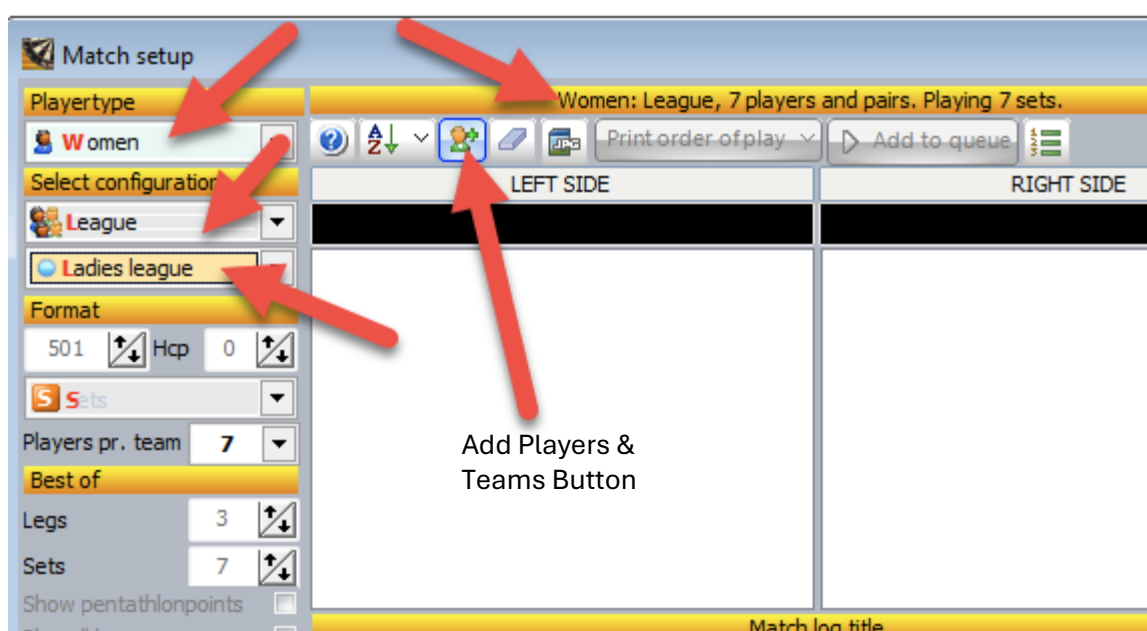 Match setup
Playertype
Women: League, 7 players and pairs. Playing 7 sets.
Women
Print order of play
Add to queue
Select configuration
LEFT SIDE
RIGHT SIDE
League
Ladies league
Format
501
Hcp
0
Sets
Players pr. team
7
Add Players &
Teams Button
Best of
Legs
3
Sets
7
Show pentathlonpoints
Match log title